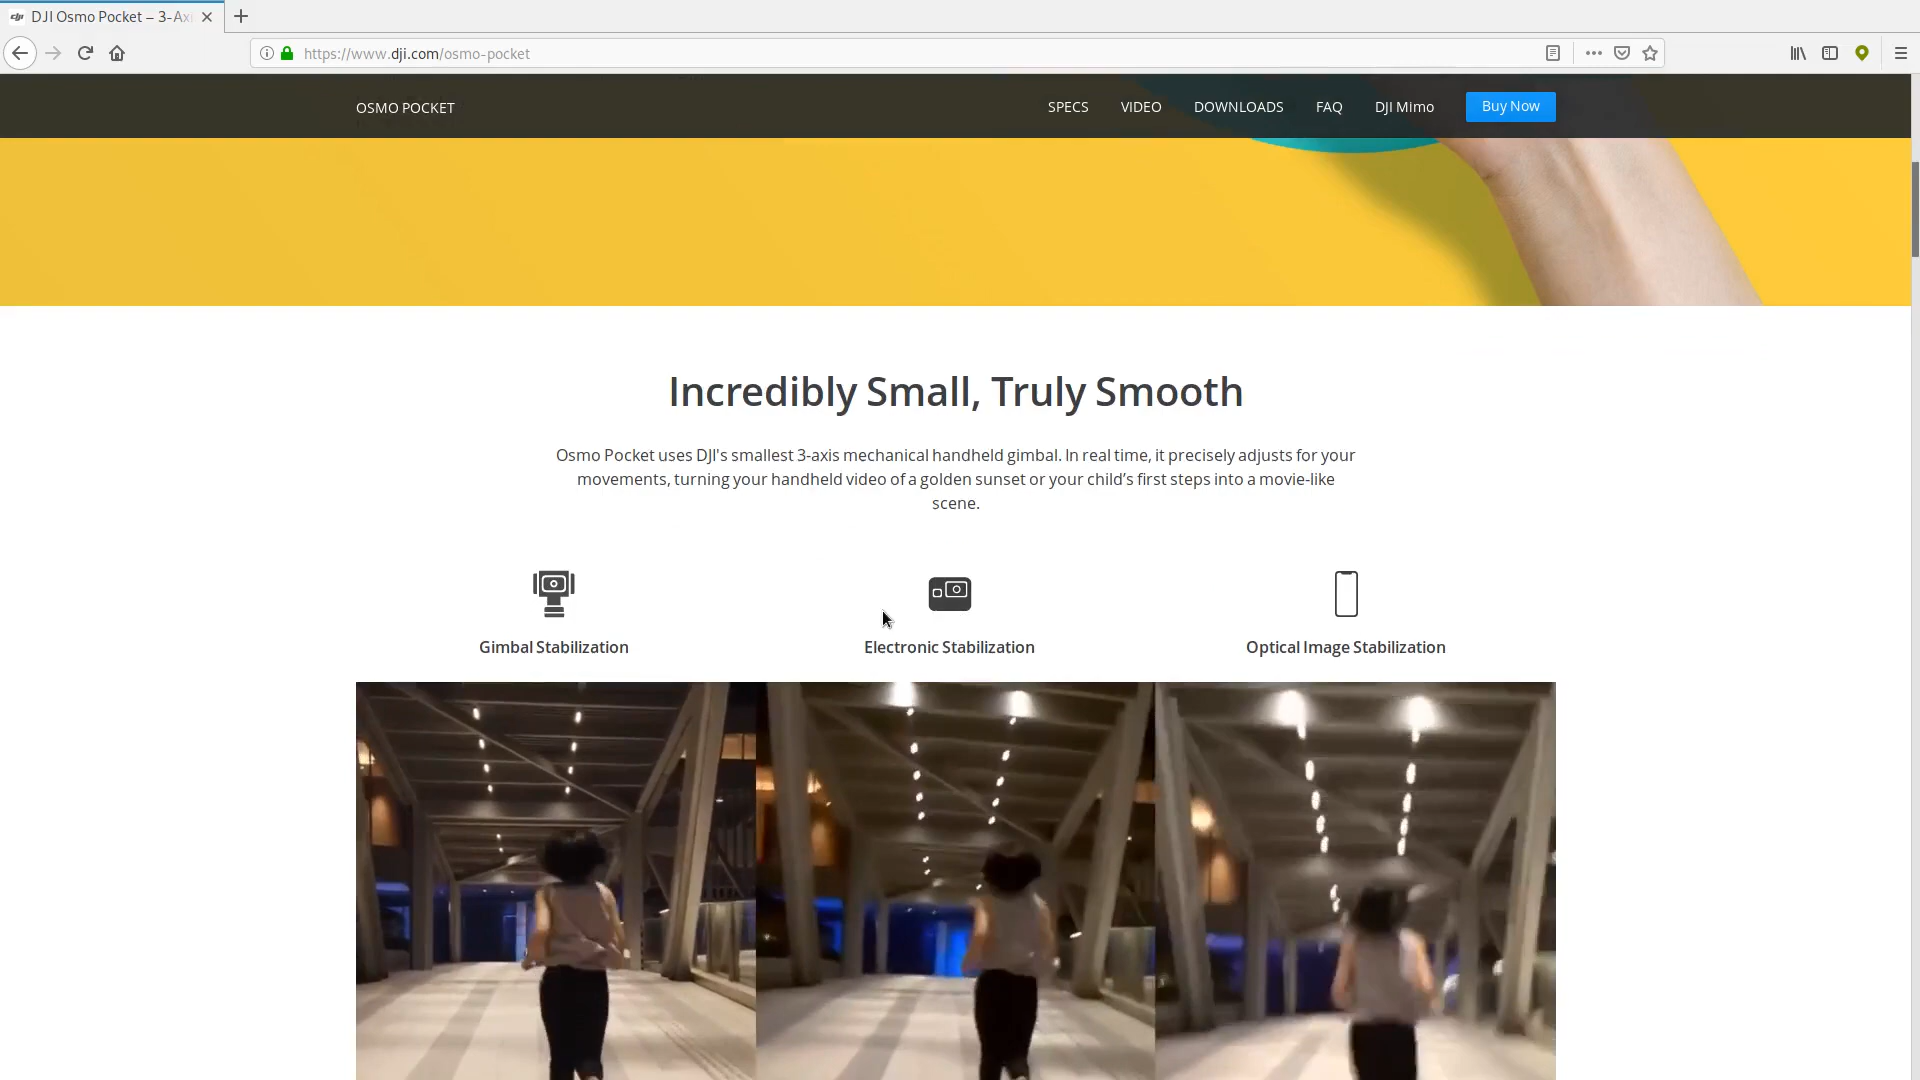 DJI Osmo Pocket – 3-Ax
https://www.dji.com/osmo-pocket
OSMO POCKET
SPECS
VIDEO
DOWNLOADS
FAQ
DJI Mimo
Buy Now
Incredibly Small, Truly Smooth
Osmo Pocket uses DJI's smallest 3-axis mechanical handheld gimbal. In real time, it precisely adjusts for your
movements, turning your handheld video of a golden sunset or your child’s first steps into a movie-like
scene.
Gimbal Stabilization
Electronic Stabilization
Optical Image Stabilization